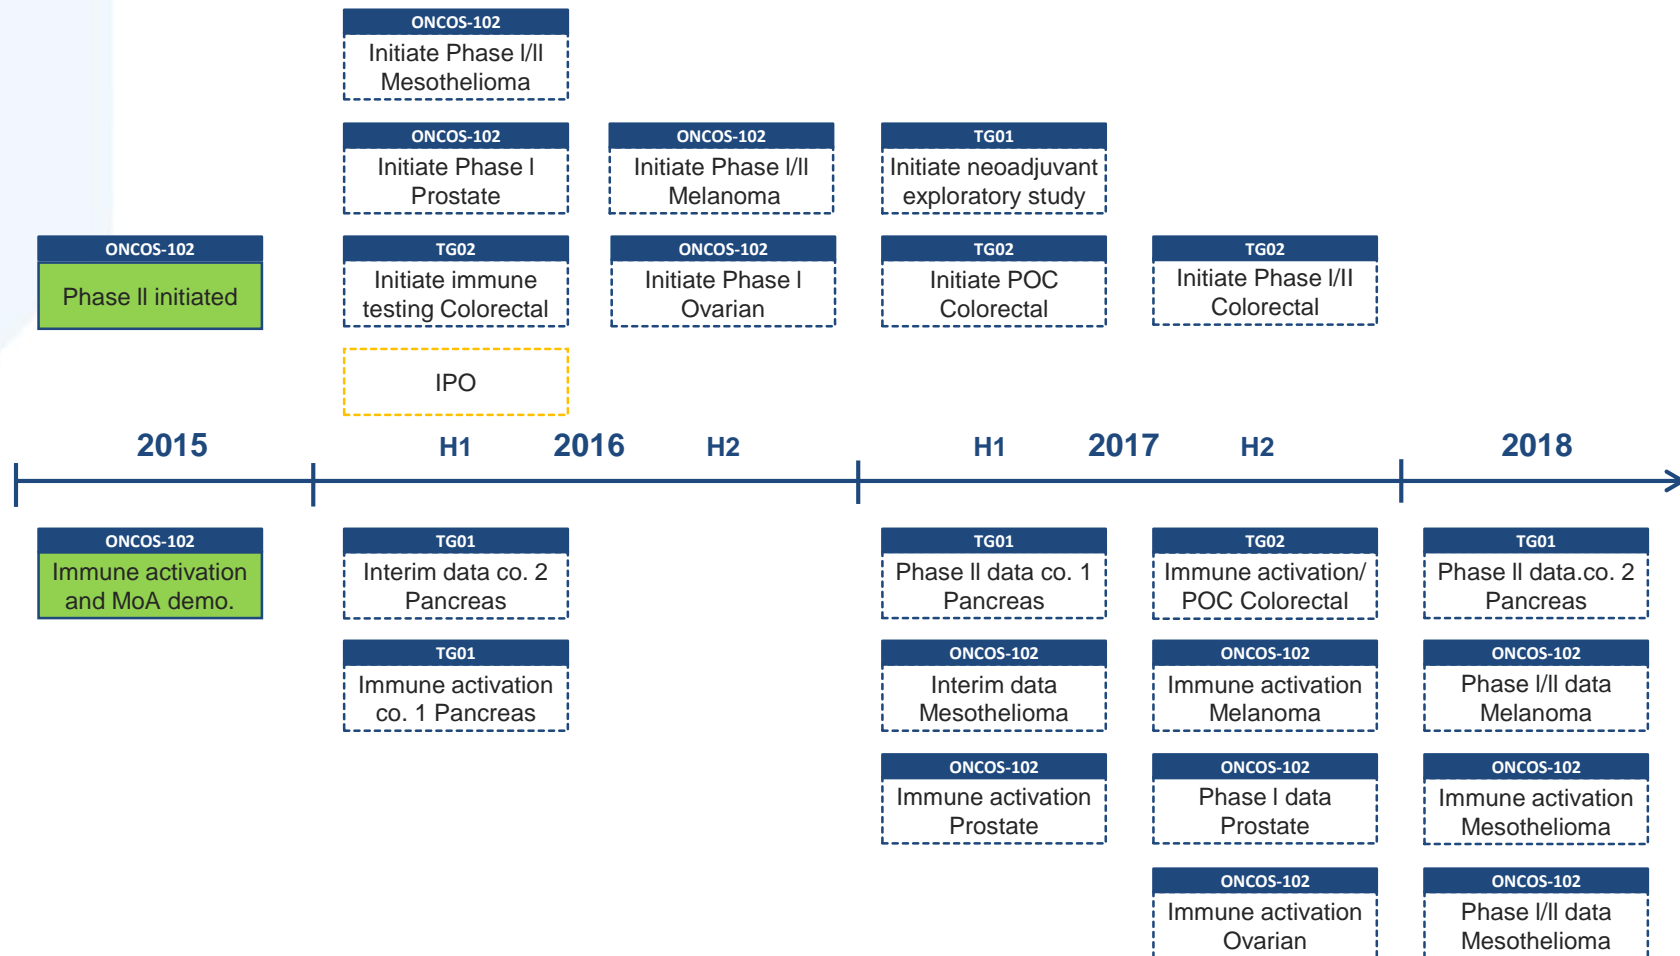 ONCOS-102
Initiate Phase I/II
Mesothelioma
ONCOS-102
Initiate Phase I
Prostate
ONCOS-102
Initiate Phase I/II
Melanoma
TG01
Initiate neoadjuvant
exploratory study
ONCOS-102
Phase II initiated
TG02
Initiate immune
testing Colorectal
ONCOS-102
Initiate Phase I
Ovarian
TG02
Initiate POC
Colorectal
TG02
Initiate Phase I/II
Colorectal
IPO
2015
H1 2016 H2
H1 2017 H2
2018
ONCOS-102
Immune activation
and MoA demo.
TG01
Interim data co. 2
Pancreas
TG01
Phase II data co. 1
Pancreas
TG02
Immune activation/
POC Colorectal
TG01
Phase II data.co. 2
Pancreas
TG01
Immune activation
co. 1 Pancreas
ONCOS-102
Interim data
Mesothelioma
ONCOS-102
Immune activation
Melanoma
ONCOS-102
Phase I/II data
Melanoma
ONCOS-102
Immune activation
Prostate
ONCOS-102
Phase I data
Prostate
ONCOS-102
Immune activation
Mesothelioma
ONCOS-102
Immune activation
Ovarian
ONCOS-102
Phase I/II data
Mesothelioma